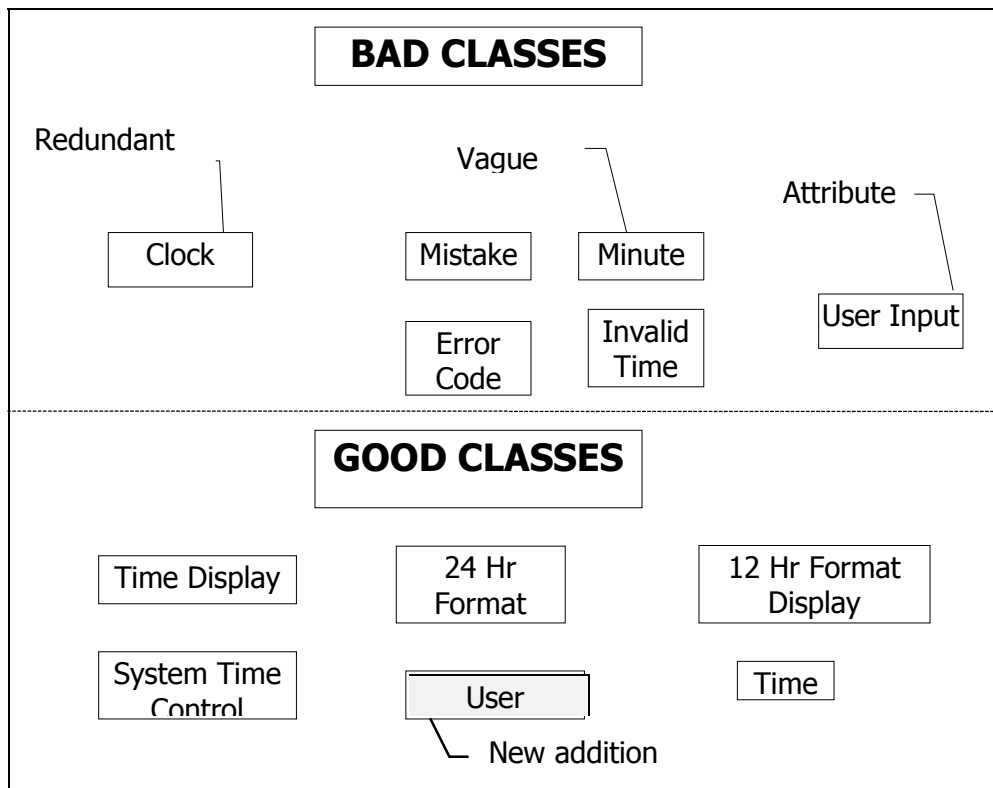 BAD CLASSES
Redundant
Vague
Attribute
Clock
Mistake
Minute
User Input
Error
Code
Invalid
Time
GOOD CLASSES
Time Display
24 Hr
Format
12 Hr Format
Display
System Time
Control
User
Time
New addition